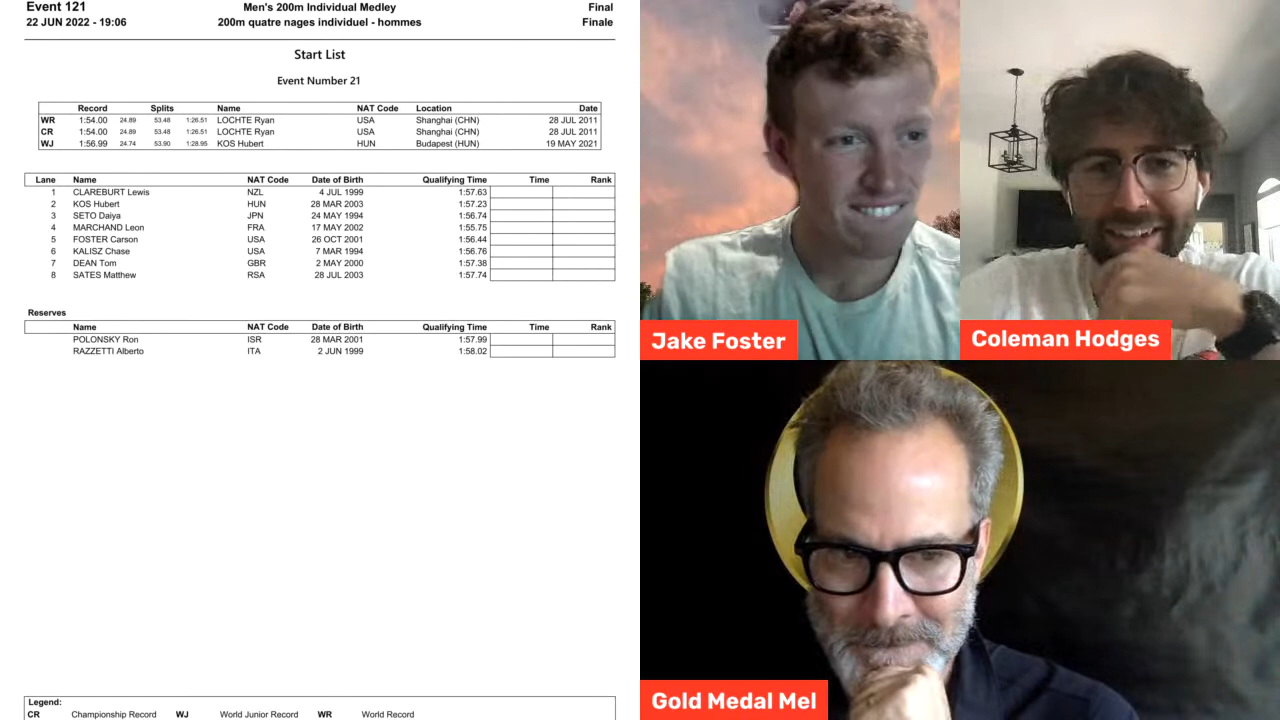 Event 121 Men's 200m Individual Medley Final
22 JUN 2022 - 19:06 200m quatre nages individuel - hommes Finale
Start List
Event Number 21
Record Splits Name NAT Code Location Date
WR 1:54.00 24.89 53.48 1:26.51 LOCHTE Ryan USA Shanghai (CHN) 28 JUL 2011
CR 1:54.00 24.89 53.48 1:26.51 LOCHTE Ryan USA Shanghai (CHN) 28 JUL 2011
WJ 1:56.99 24.74 53.90 1:28.95 KOS Hubert HUN Budapest (HUN) 19 MAY 2021
Lane Name NAT Code Date of Birth Qualifying Time Time Rank
1 CLAREBURT Lewis NZL 4 JUL 1999 1:57.63
2 KOS Hubert HUN 28 MAR 2003 1:57.23
3 SETO Daiya JPN 24 MAY 1994 1:56.74
4 MARCHAND Leon FRA 17 MAY 2002 1:55.75
5 FOSTER Carson USA 26 OCT 2001 1:56.44
6 KALISZ Chase USA 7 MAR 1994 1:56.76
7 DEAN Tom GBR 2 MAY 2000 1:57.38
8 SATES Matthew RSA 28 JUL 2003 1:57.74
Reserves
Name NAT Code Date of Birth Qualifying Time Time Rank
POLONSKY Ron ISR 28 MAR 2001 1:57.99
RAZZETTI Alberto ITA 2 JUN 1999 1:58.02
Legend:
CR Championship Record WJ World Junior Record WR World Record
Jake Foster
Coleman Hodges
Gold Medal Mel